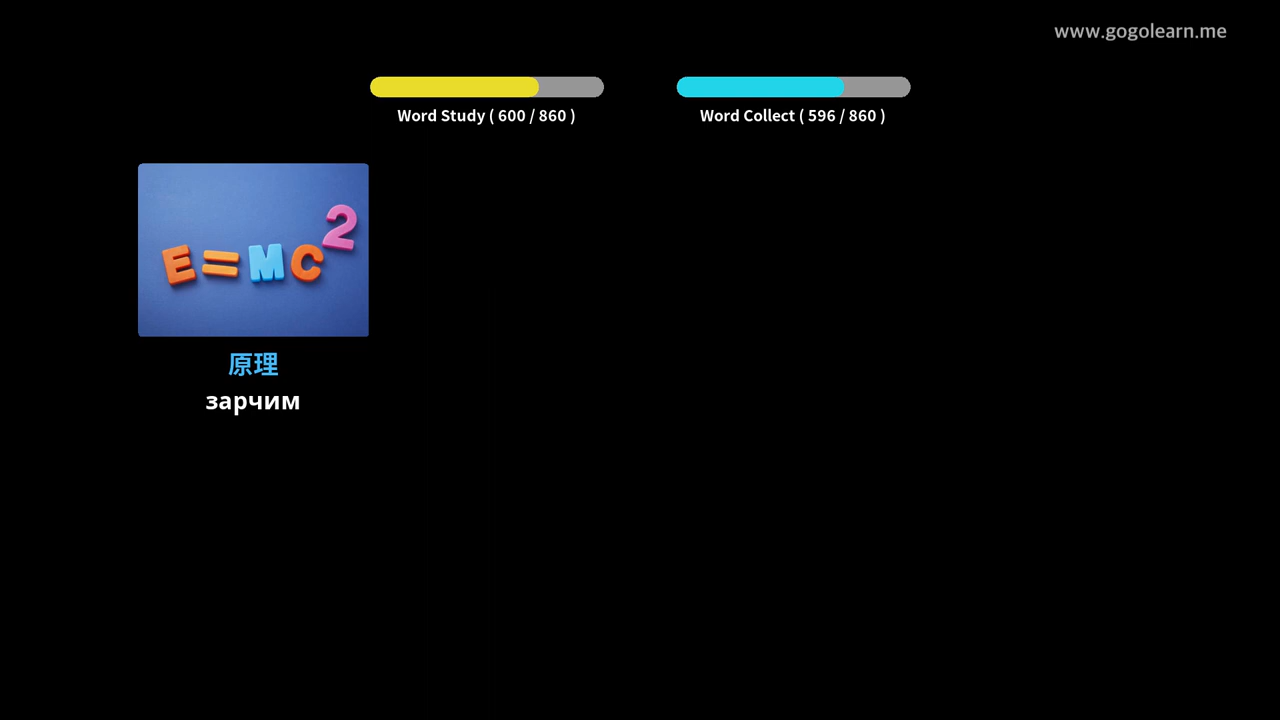 www.gogolearn.me
Word Study ( 600 / 860 )
Word Collect ( 596 / 860 )
E=MC²
原理
зарчим